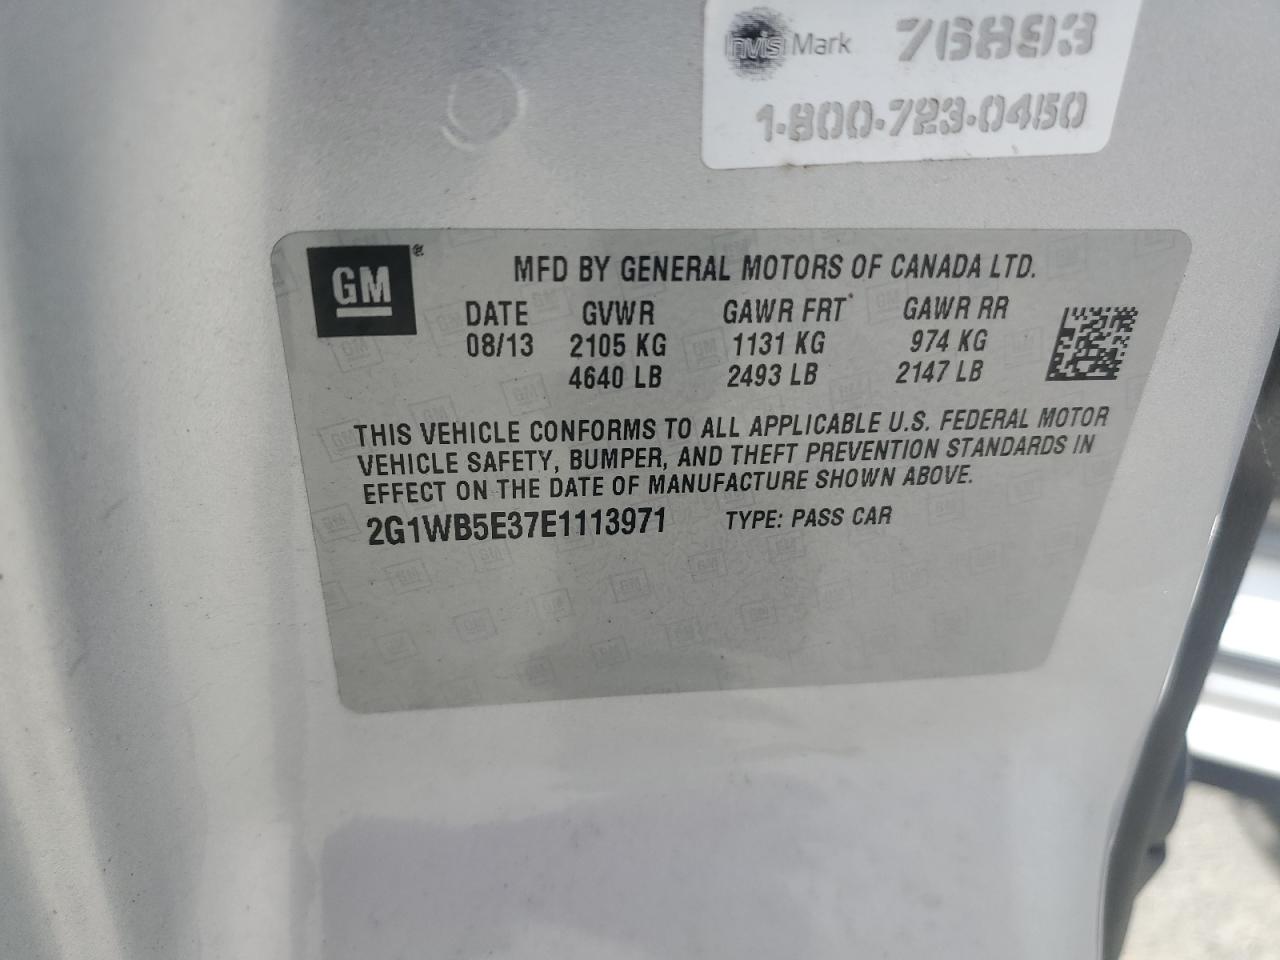 InvisiMark 76893
1-800-723-0450
GM®
MFD BY GENERAL MOTORS OF CANADA LTD.
DATE GVWR GAWR FRT GAWR RR
08/13 2105 KG 1131 KG 974 KG
4640 LB 2493 LB 2147 LB
THIS VEHICLE CONFORMS TO ALL APPLICABLE U.S. FEDERAL MOTOR
VEHICLE SAFETY, BUMPER, AND THEFT PREVENTION STANDARDS IN
EFFECT ON THE DATE OF MANUFACTURE SHOWN ABOVE.
2G1WB5E37E1113971 TYPE: PASS CAR